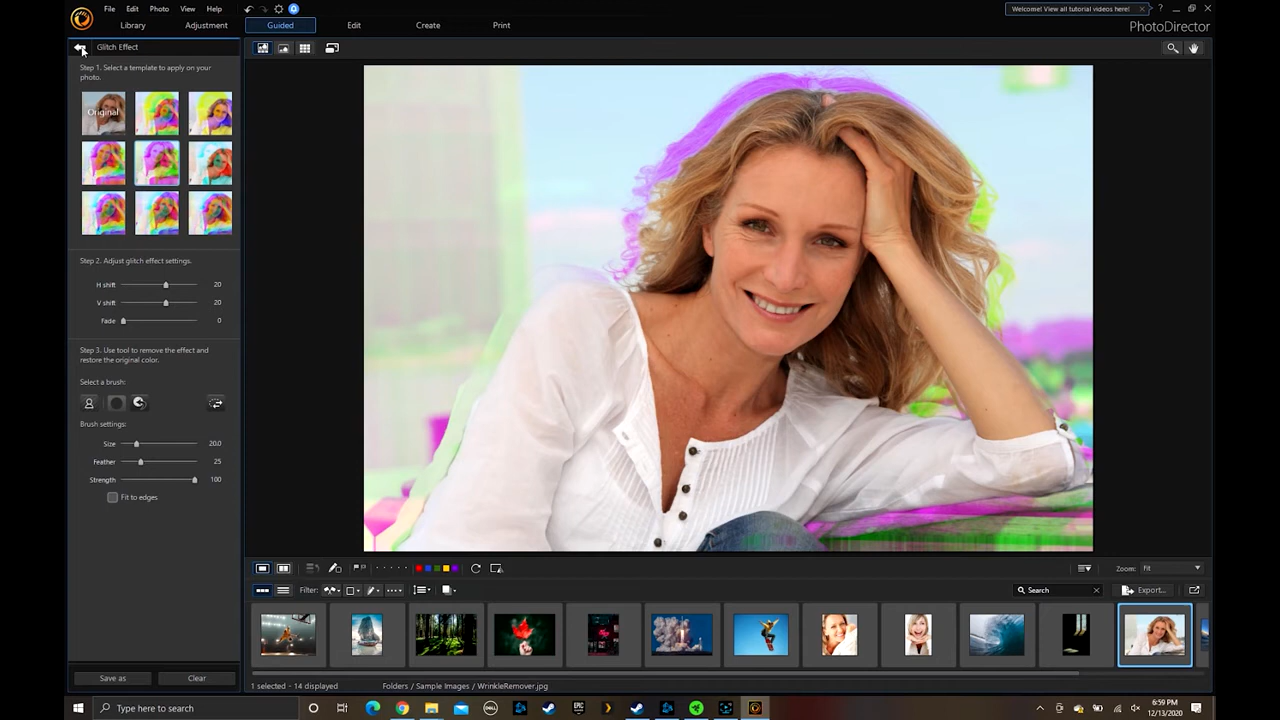 File Edit Photo View Help
Welcome! View all tutorial videos here!
Library Adjustment Guided Edit Create Print
PhotoDirector
Glitch Effect
Step 1. Select a template to apply on your
photo.
Original
Step 2. Adjust glitch effect settings.
H shift 20
V shift 20
Fade 0
Step 3. Use tool to remove the effect and
restore the original color.
Select a brush:
Brush settings:
Size 20.0
Feather 25
Strength 100
Fit to edges
Zoom: Fit
Filter:
Search
Export...
Save as Clear
1 selected - 14 displayed Folders / Sample Images / WrinkleRemover.jpg
Type here to search
DELL
EPIC
6:59 PM
12/13/2020